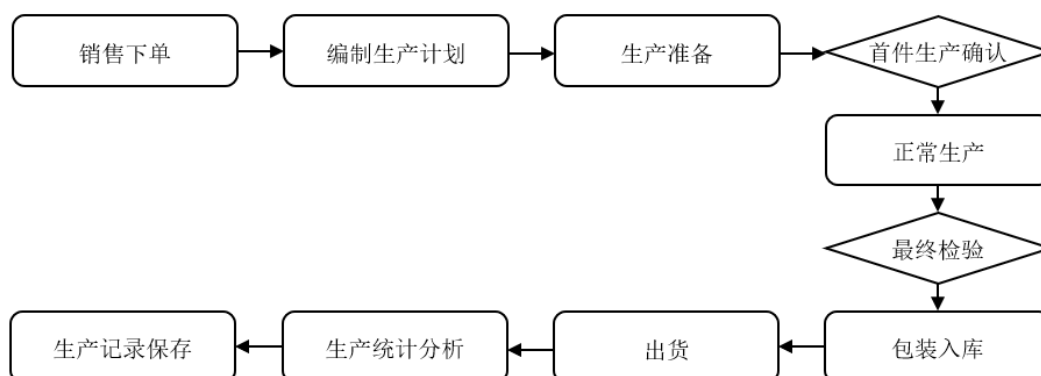 销售下单
编制生产计划
生产准备
首件生产确认
正常生产
最终检验
包装入库
出货
生产统计分析
生产记录保存